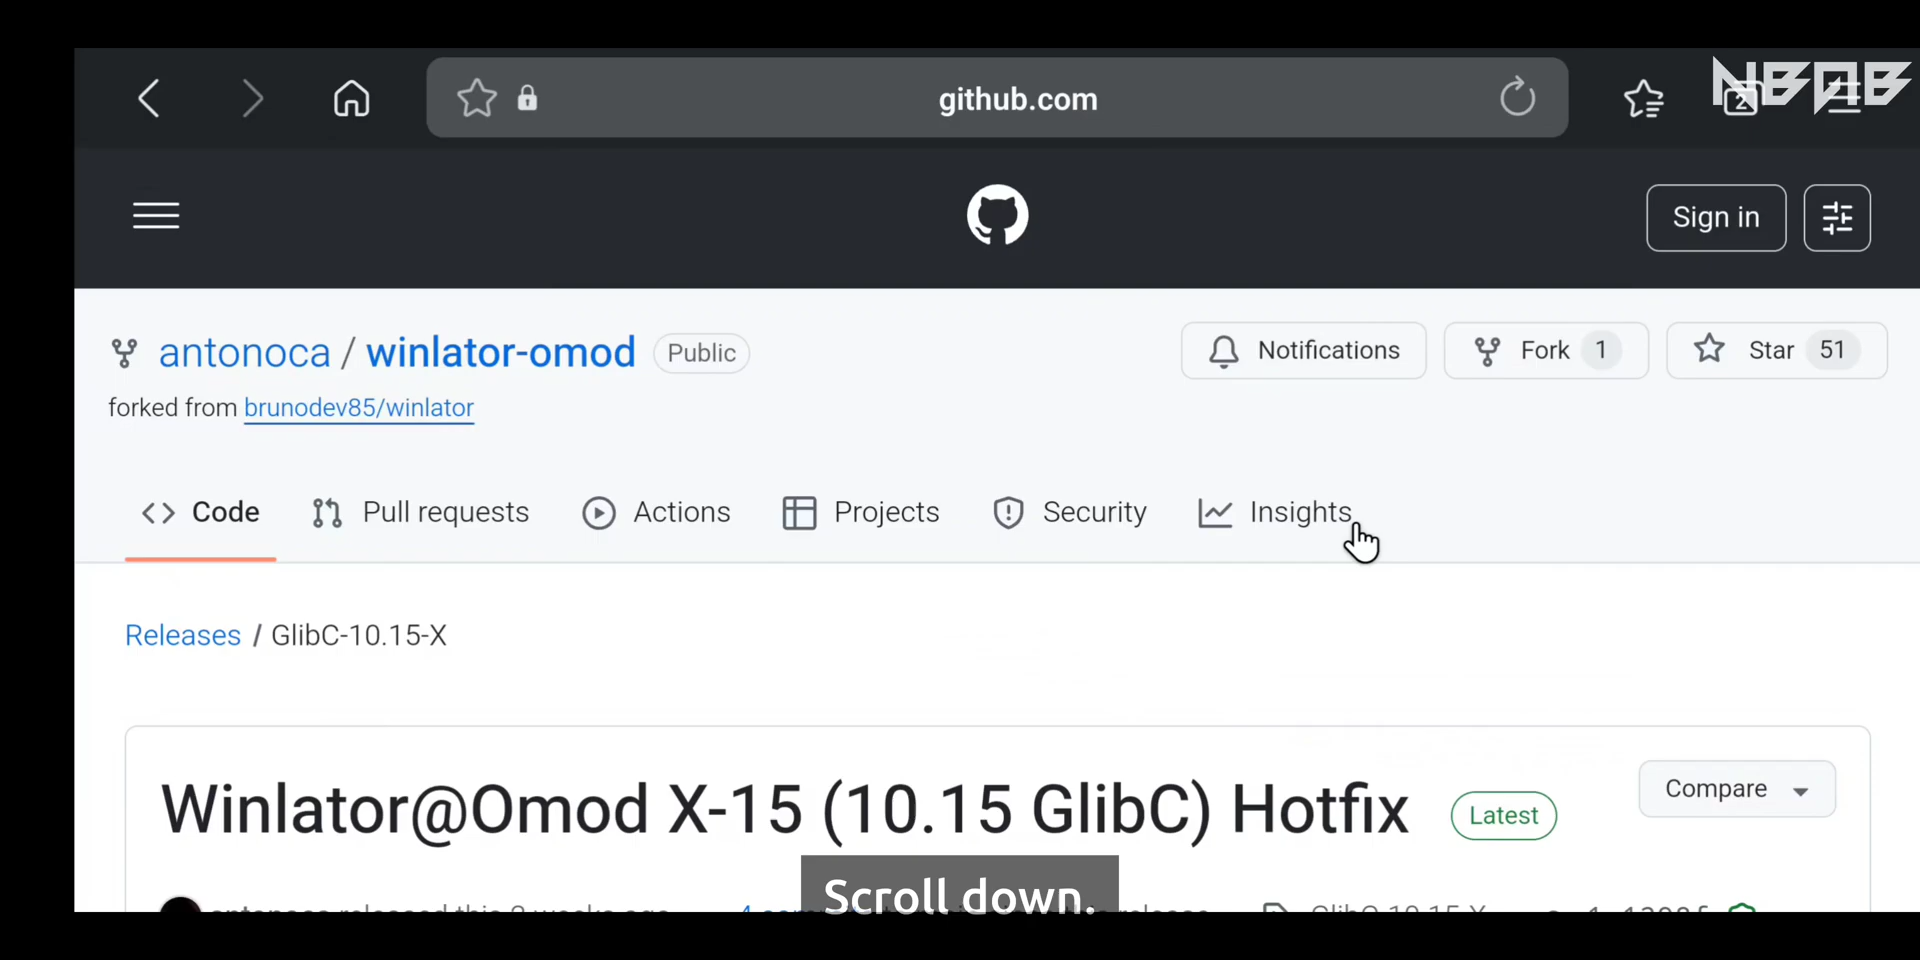 github.com
2
NBAB
Sign in
antonoca / winlator-omod Public
Notifications
Fork 1
Star 51
forked from brunodev85/winlator
Code
Pull requests
Actions
Projects
Security
Insights
Releases / GlibC-10.15-X
Winlator@Omod X-15 (10.15 GlibC) Hotfix
Latest
Compare
Scroll down.